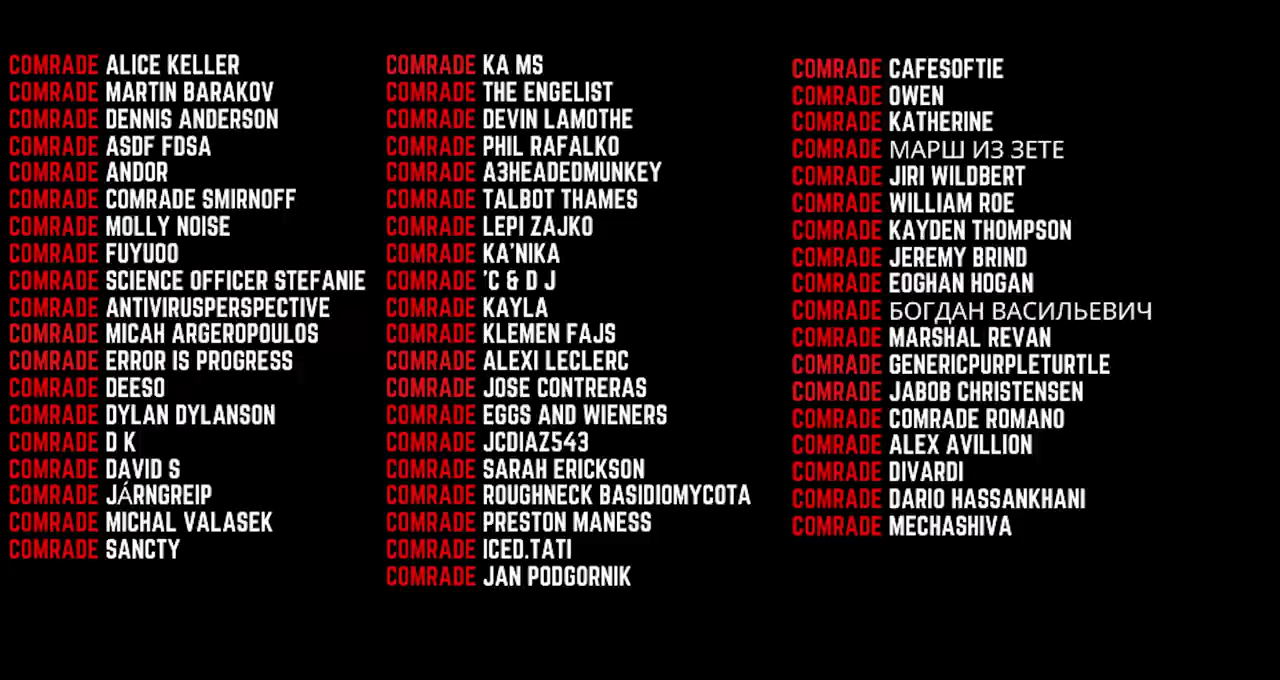 COMRADE ALICE KELLER
COMRADE MARTIN BARAKOV
COMRADE DENNIS ANDERSON
COMRADE ASDF FDSA
COMRADE ANDOR
COMRADE COMRADE SMIRNOFF
COMRADE MOLLY NOISE
COMRADE FUYUOO
COMRADE SCIENCE OFFICER STEFANIE
COMRADE ANTIVIRUSPERSPECTIVE
COMRADE MICAH ARGEROPOULOS
COMRADE ERROR IS PROGRESS
COMRADE DEESO
COMRADE DYLAN DYLANSON
COMRADE D K
COMRADE DAVID S
COMRADE JÁRNGREIP
COMRADE MICHAL VALASEK
COMRADE SANCTY
COMRADE KA MS
COMRADE THE ENGELIST
COMRADE DEVIN LAMOTHE
COMRADE PHIL RAFALKO
COMRADE A3HEADEDMUNKEY
COMRADE TALBOT THAMES
COMRADE LEPI ZAJKO
COMRADE KA'NIKA
COMRADE 'C & D J
COMRADE KAYLA
COMRADE KLEMEN FAJS
COMRADE ALEXI LECLERC
COMRADE JOSE CONTRERAS
COMRADE EGGS AND WIENERS
COMRADE JCDIAZ543
COMRADE SARAH ERICKSON
COMRADE ROUGHNECK BASIDIOMYCOTA
COMRADE PRESTON MANESS
COMRADE ICED.TATI
COMRADE JAN PODGORNIK
COMRADE CAFESOFTIE
COMRADE OWEN
COMRADE KATHERINE
COMRADE МАРШ ИЗ ЗЕТЕ
COMRADE JIRI WILDBERT
COMRADE WILLIAM ROE
COMRADE KAYDEN THOMPSON
COMRADE JEREMY BRIND
COMRADE EOGHAN HOGAN
COMRADE БОГДАН ВАСИЛЬЕВИЧ
COMRADE MARSHAL REVAN
COMRADE GENERICPURPLETURTLE
COMRADE JABOB CHRISTENSEN
COMRADE COMRADE ROMANO
COMRADE ALEX AVILLION
COMRADE DIVARDI
COMRADE DARIO HASSANKHANI
COMRADE MECHASHIVA